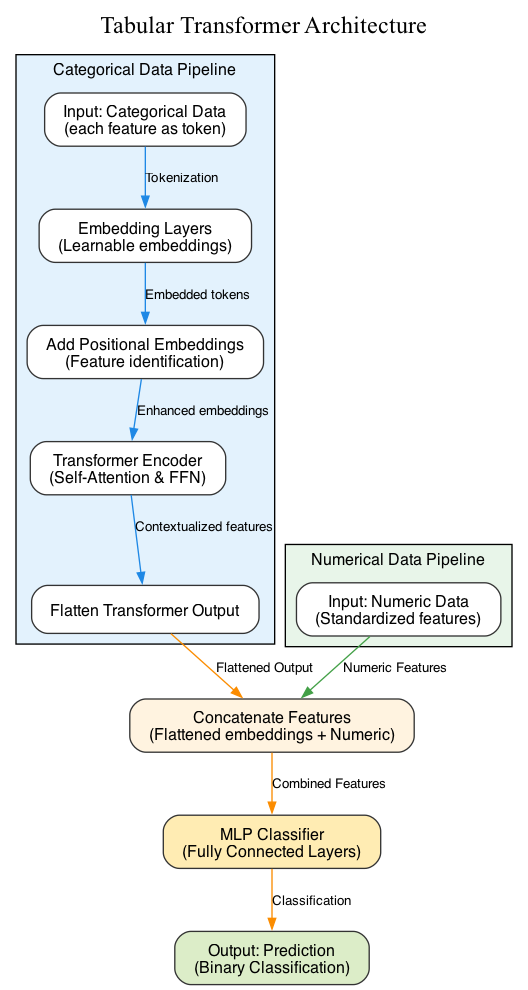 Tabular Transformer Architecture
Categorical Data Pipeline
Input: Categorical Data
(each feature as token)
Tokenization
Embedding Layers
(Learnable embeddings)
Embedded tokens
Add Positional Embeddings
(Feature identification)
Enhanced embeddings
Transformer Encoder
(Self-Attention & FFN)
Contextualized features
Flatten Transformer Output
Numerical Data Pipeline
Input: Numeric Data
(Standardized features)
Flattened Output
Numeric Features
Concatenate Features
(Flattened embeddings + Numeric)
Combined Features
MLP Classifier
(Fully Connected Layers)
Classification
Output: Prediction
(Binary Classification)